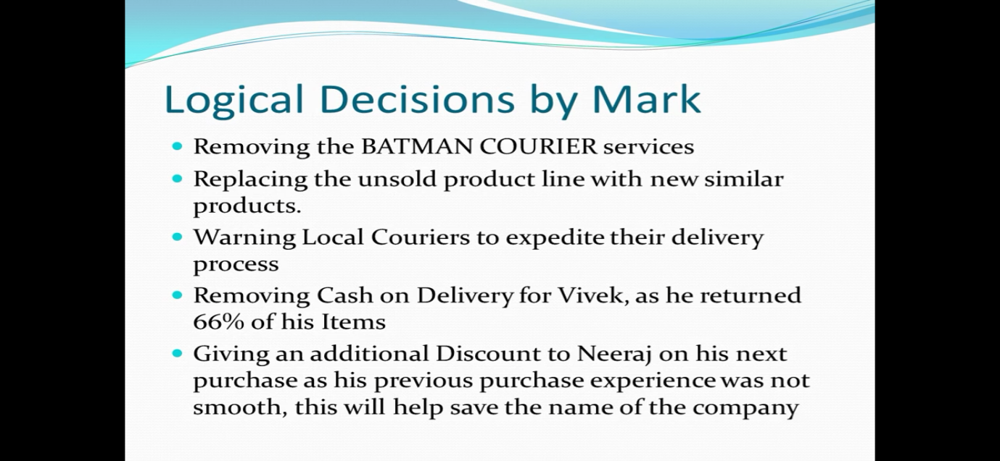 Logical Decisions by Mark
Removing the BATMAN COURIER services
Replacing the unsold product line with new similar
products.
Warning Local Couriers to expedite their delivery
process
Removing Cash on Delivery for Vivek, as he returned
66% of his Items
Giving an additional Discount to Neeraj on his next
purchase as his previous purchase experience was not
smooth, this will help save the name of the company